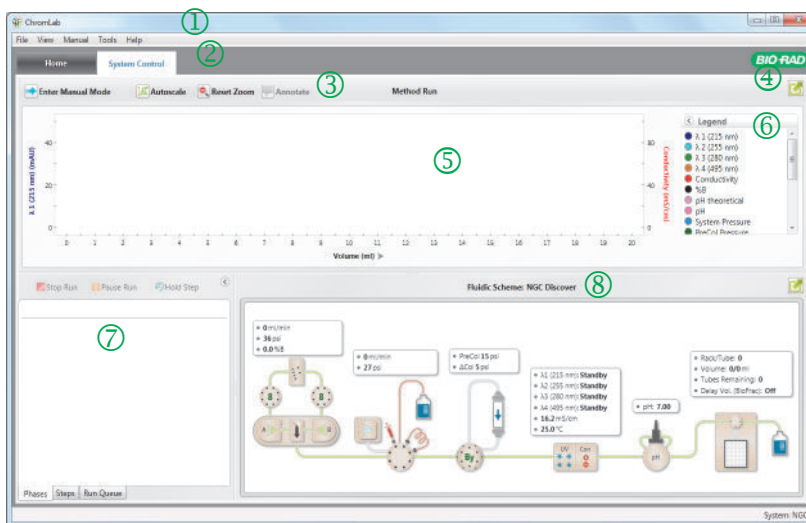 ChromLab
①
File View Manual Tools Help
②
Home System Control
BIO-RAD
Enter Manual Mode Autoscale Reset Zoom Annotate ③ Method Run ④
λ 1 (215 nm) (mAU)
40
20
0
⑤
80
40
0
Conductivity (mS/cm)
0 1 2 3 4 5 6 7 8 9 10 11 12 13 14 15 16 17 18 19 20
Volume (ml)
Legend ⑥
λ 1 (215 nm)
λ 2 (255 nm)
λ 3 (280 nm)
λ 4 (495 nm)
Conductivity
%B
pH theoretical
pH
System Pressure
PreCol Pressure
Stop Run Pause Run Hold Step
⑦
Phases Steps Run Queue
Fluidic Scheme: NGC Discover ⑧
0 ml/min
36 psi
0.0 %B
8 8
A B
0 ml/min
27 psi
PreCol 15 psi
ΔCol 5 psi
By
λ1 (215 nm): Standby
λ2 (255 nm): Standby
λ3 (280 nm): Standby
λ4 (495 nm): Standby
16.2 mS/cm
25.0 °C
UV Con
pH: 7.00
pH
Rack/Tube: 0
Volume: 0/0 ml
Tubes Remaining: 0
Delay Vol. (BioFrac): Off
System: NGC